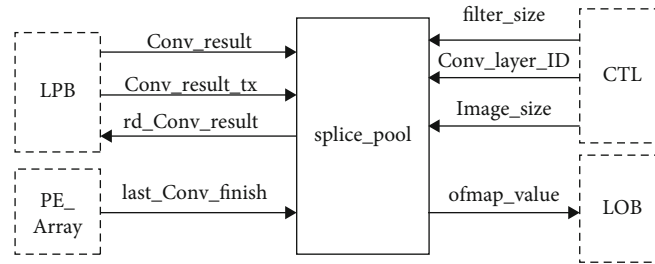 LPB
Conv_result
Conv_result_tx
rd_Conv_result
PE_
Array
last_Conv_finish
splice_pool
filter_size
Conv_layer_ID
Image_size
CTL
ofmap_value
LOB